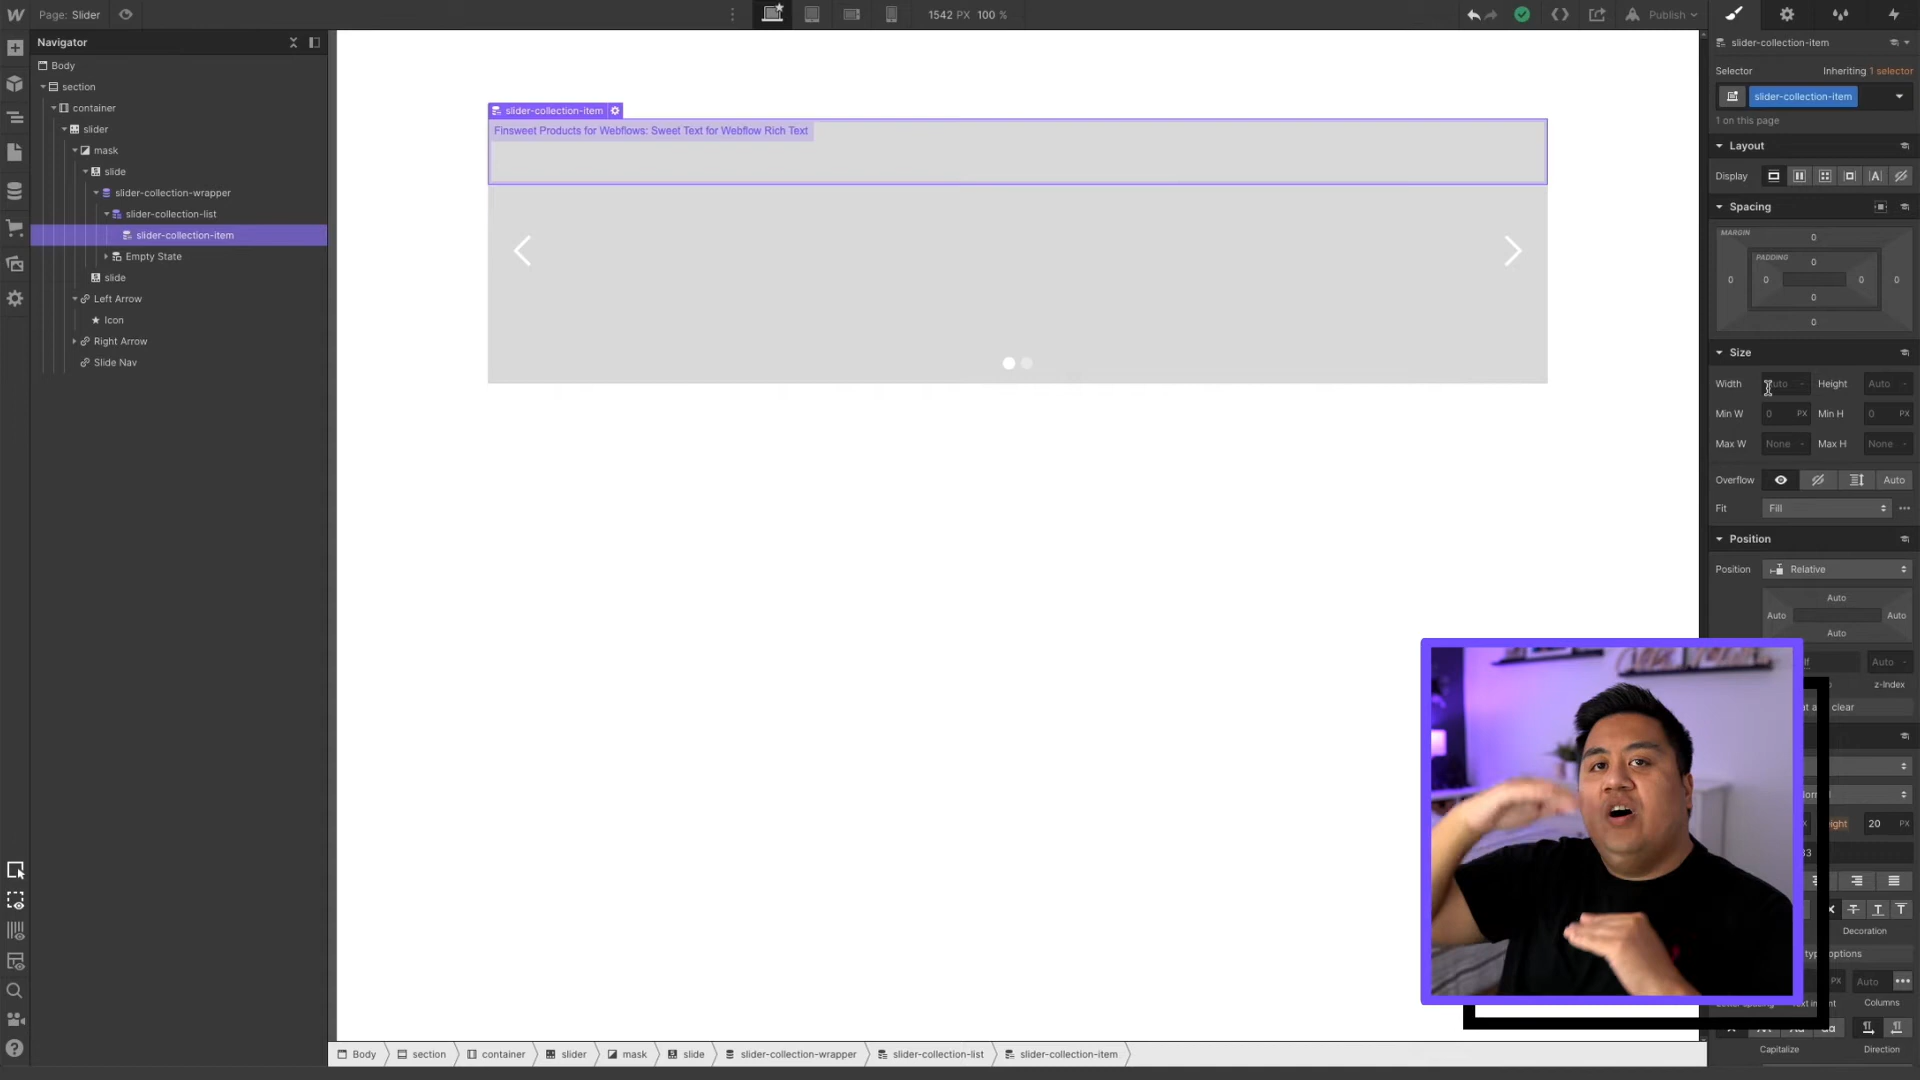 Page: Slider
1542 PX 100 %
Publish
Navigator
Body
section
container
slider
mask
slide
slider-collection-wrapper
slider-collection-list
slider-collection-item
Empty State
slide
Left Arrow
Icon
Right Arrow
Slide Nav
slider-collection-item
Finsweet Products for Webflows: Sweet Text for Webflow Rich Text
slider-collection-item
Selector Inheriting 1 selector
slider-collection-item
1 on this page
Layout
Display
Spacing
MARGIN
0
PADDING
0
0 0 0 0
0
0
Size
Width Auto - Height Auto -
Min W 0 PX Min H 0 PX
Max W None - Max H None -
Overflow Auto
Fit Fill
Position
Position Relative
Auto
Auto Auto
Auto
Auto -
z-Index
clear
20 PX
Decoration
options
PX Auto
Columns
Capitalize Direction
Body section container slider mask slide slider-collection-wrapper slider-collection-list slider-collection-item